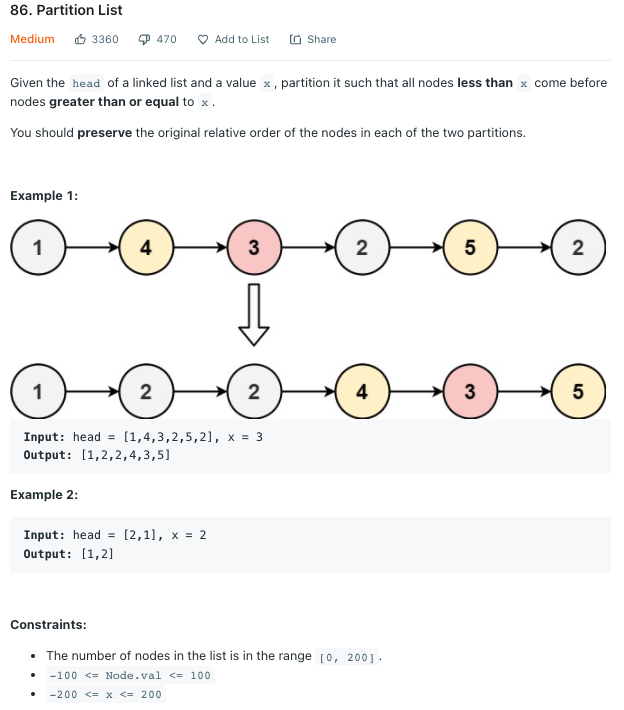 86. Partition List
Medium 3360 470 Add to List Share
Given the head of a linked list and a value x, partition it such that all nodes less than x come before
nodes greater than or equal to x.
You should preserve the original relative order of the nodes in each of the two partitions.
Example 1:
1 4 3 2 5 2
1 2 2 4 3 5
Input: head = [1,4,3,2,5,2], x = 3
Output: [1,2,2,4,3,5]
Example 2:
Input: head = [2,1], x = 2
Output: [1,2]
Constraints:
• The number of nodes in the list is in the range [0, 200].
• -100 <= Node.val <= 100
• -200 <= x <= 200